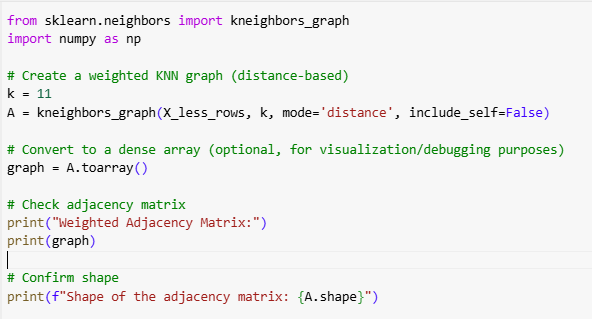 from sklearn.neighbors import kneighbors_graph
import numpy as np
# Create a weighted KNN graph (distance-based)
k = 11
A = kneighbors_graph(X_less_rows, k, mode='distance', include_self=False)
# Convert to a dense array (optional, for visualization/debugging purposes)
graph = A.toarray()
# Check adjacency matrix
print("Weighted Adjacency Matrix:")
print(graph)
# Confirm shape
print(f"Shape of the adjacency matrix: {A.shape}")